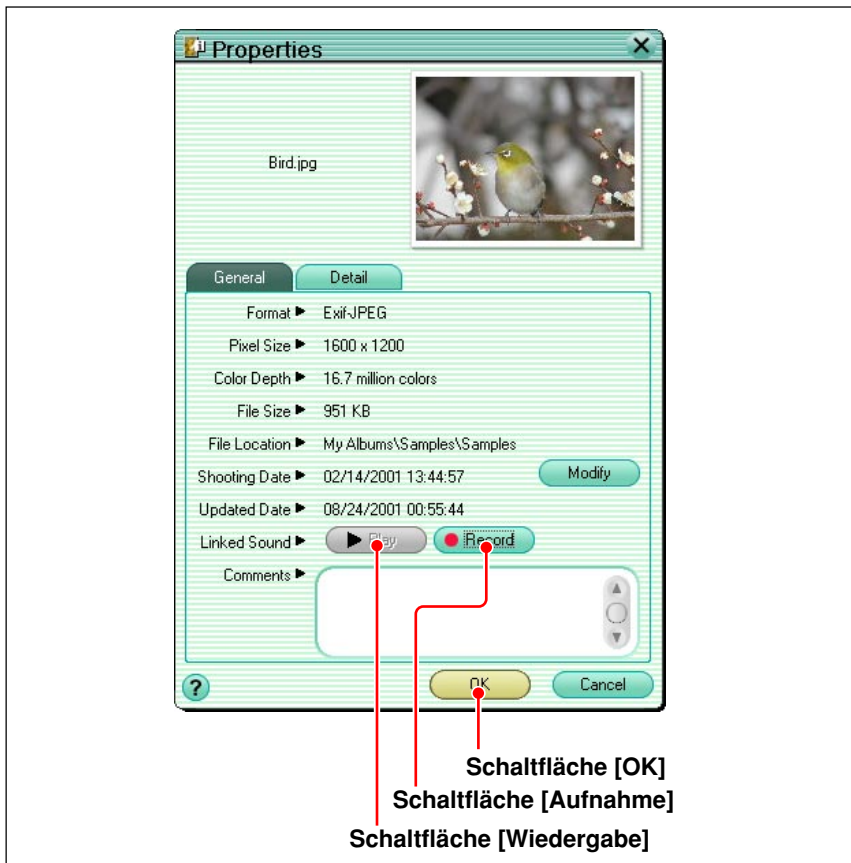 Properties
Bird.jpg
General Detail
Format Exif-JPEG
Pixel Size 1600 x 1200
Color Depth 16.7 million colors
File Size 951 KB
File Location My Albums\Samples\Samples
Shooting Date 02/14/2001 13:44:57 Modify
Updated Date 08/24/2001 00:55:44
Linked Sound Play Record
Comments
? OK Cancel
Schaltfläche [OK]
Schaltfläche [Aufnahme]
Schaltfläche [Wiedergabe]